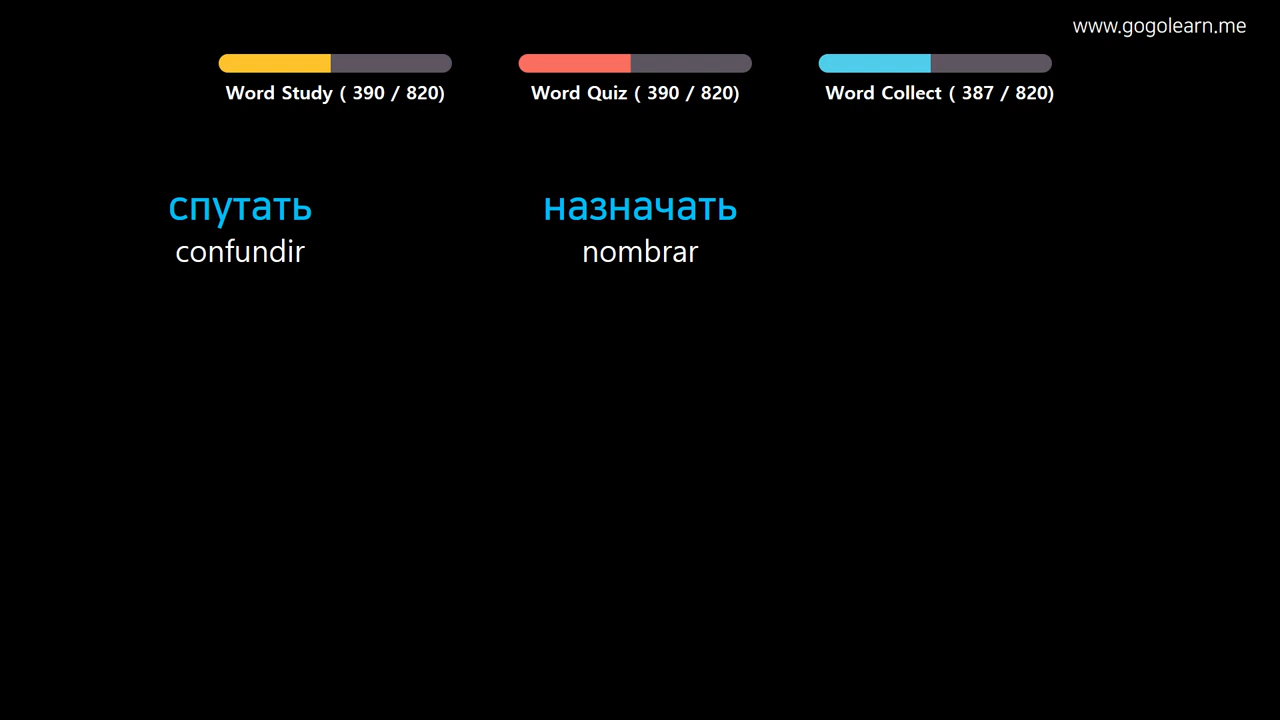 www.gogolearn.me
Word Study ( 390 / 820)
Word Quiz ( 390 / 820)
Word Collect ( 387 / 820)
спутать
confundir
назначать
nombrar